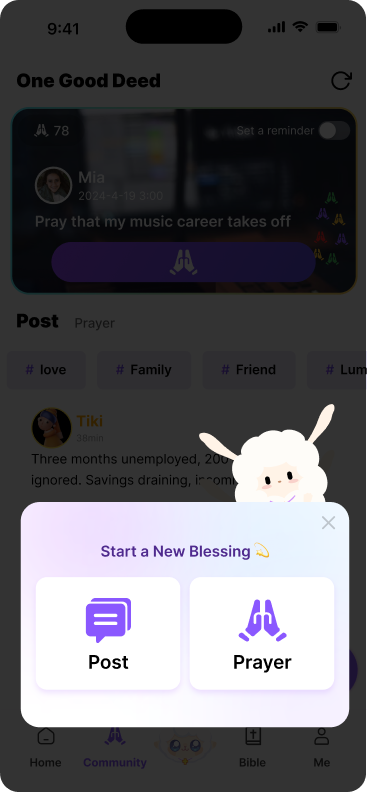 9:41
One Good Deed
78
Set a reminder
Mia
2024-4-19 3:00
Pray that my music career takes off
Post Prayer
# love # Family # Friend # Lum
Tiki
38min
Three months unemployed, 200
ignored. Savings draining,
Start a New Blessing
Post Prayer
Home Community Bible Me